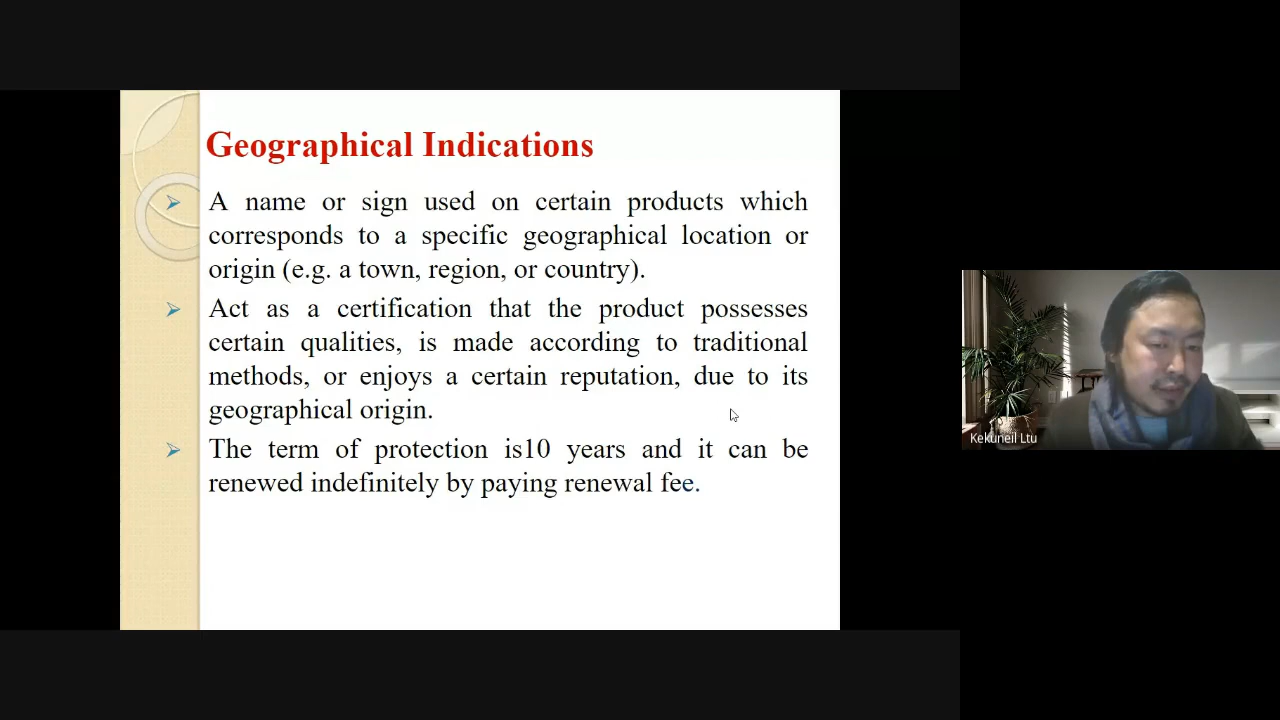 Geographical Indications
A name or sign used on certain products which
corresponds to a specific geographical location or
origin (e.g. a town, region, or country).
Act as a certification that the product possesses
certain qualities, is made according to traditional
methods, or enjoys a certain reputation, due to its
geographical origin.
The term of protection is10 years and it can be
renewed indefinitely by paying renewal fee.
Kekuneil Ltu